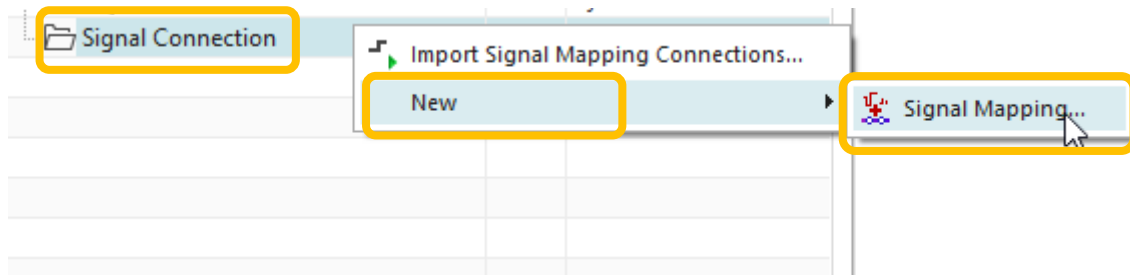 Signal Connection
Import Signal Mapping Connections...
New
Signal Mapping...